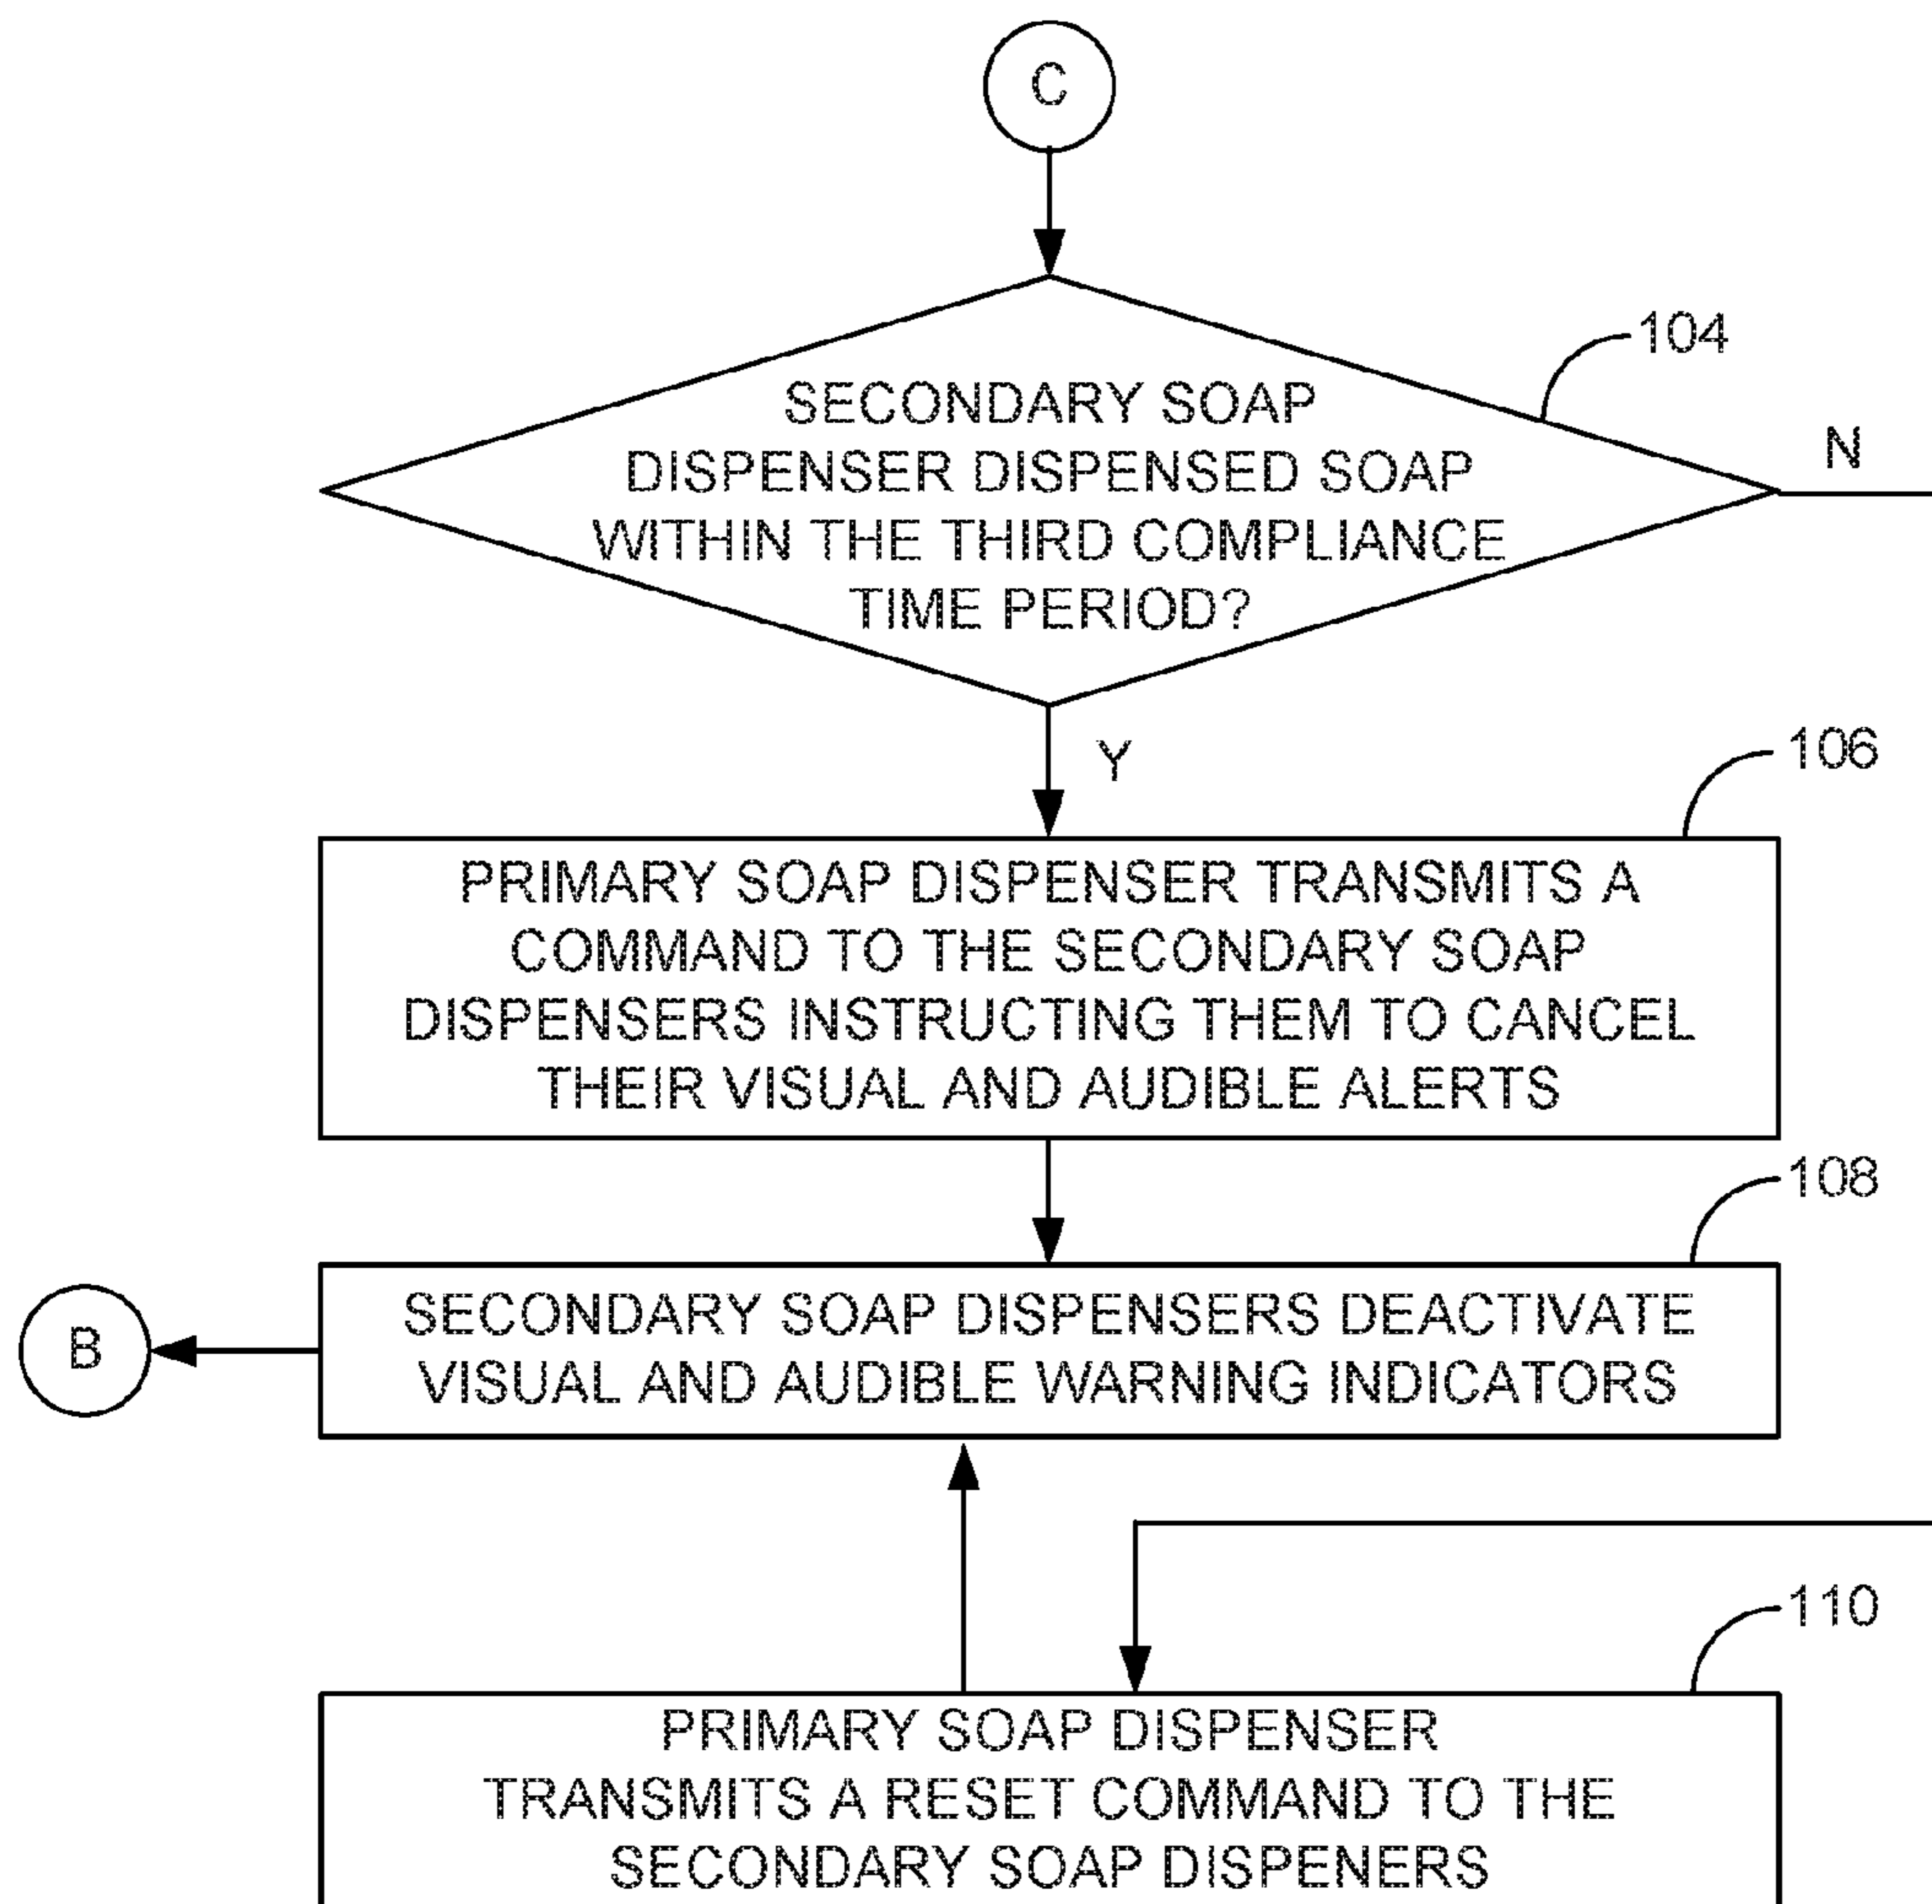 C
104
SECONDARY SOAP
DISPENSER DISPENSED SOAP
WITHIN THE THIRD COMPLIANCE
TIME PERIOD?
N
Y
106
PRIMARY SOAP DISPENSER TRANSMITS A
COMMAND TO THE SECONDARY SOAP
DISPENSERS INSTRUCTING THEM TO CANCEL
THEIR VISUAL AND AUDIBLE ALERTS
108
SECONDARY SOAP DISPENSERS DEACTIVATE
VISUAL AND AUDIBLE WARNING INDICATORS
B
110
PRIMARY SOAP DISPENSER
TRANSMITS A RESET COMMAND TO THE
SECONDARY SOAP DISPENERS